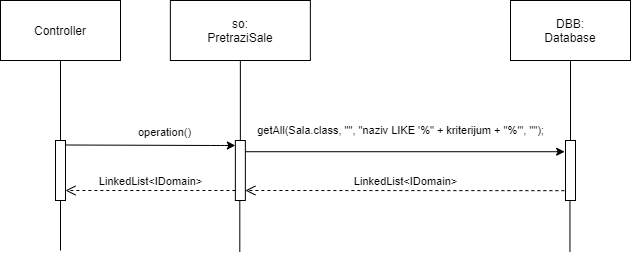 Controller
so:
PretraziSale
DBB:
Database
operation()
getAll(Sala.class, "", "naziv LIKE '%" + kriterijum + "%'", "");
LinkedList<IDomain>
LinkedList<IDomain>